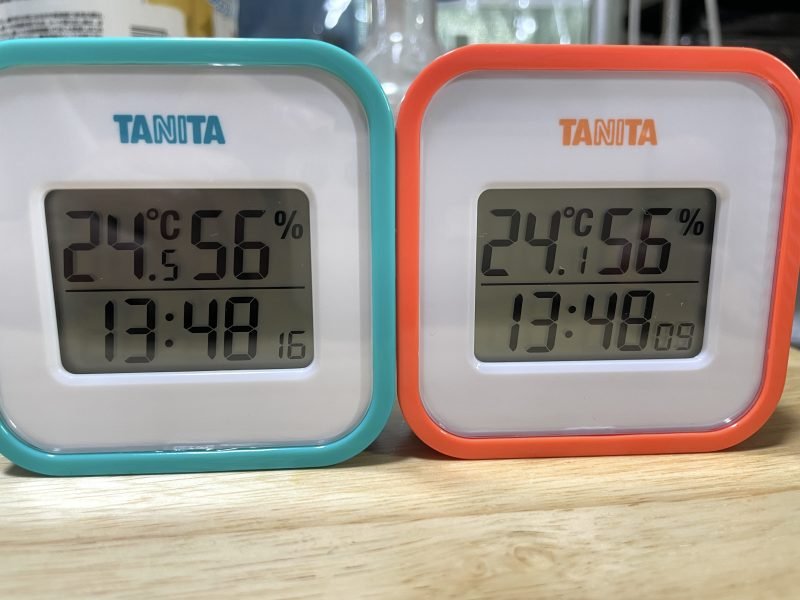 TANITA
24.5℃ 56%
13:48 16
TANITA
24.1℃ 56%
13:48 09